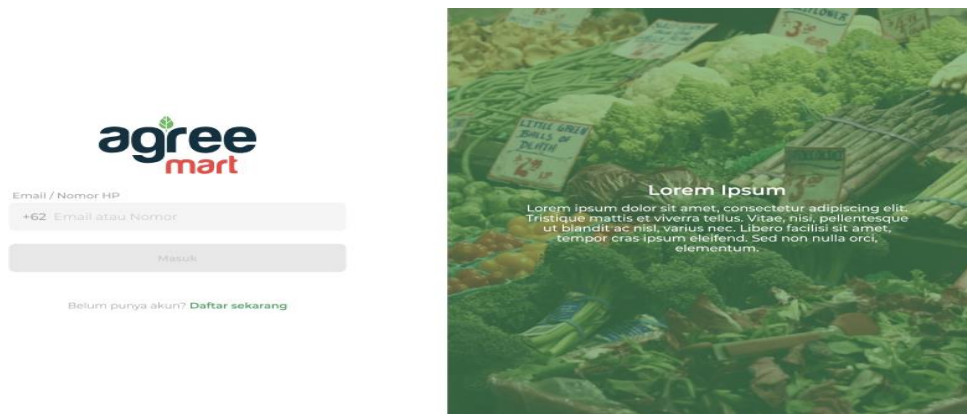 agree
mart
Email / Nomor HP
+62 Email atau Nomor
Masuk
Belum punya akun? Daftar sekarang
LITTLE GREEN
BALLS OF
DEATH
Lorem Ipsum
Lorem ipsum dolor sit amet, consectetur adipiscing elit.
Tristique mattis et viverra tellus. Vitae, nisi, pellentesque
ut blandit ac nisl, varius nec. Libero facilisi sit amet,
tempor cras ipsum eleifend. Sed non nulla orci,
elementum.